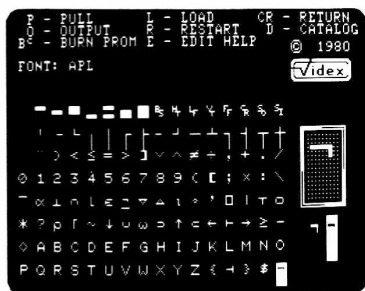 P - PULL L - LOAD CR - RETURN
O - OUTPUT R - RESTART D - CATALOG
Bᶜ - BURN PROM E - EDIT HELP
© 1980
FONT: APL
Videx
¨ ) < ≤ = > ] ∨ ∧ ≠ ÷ , + . /
0 1 2 3 4 5 6 7 8 9 ( [ ; × : \
¯ ⍺ ⊥ ∩ ⌊ ∊ _ ∇ ∆ ⍳ ∘ ' ⎕ | ⊤ ○
* ? ⍴ ⌈ ~ ↓ ∪ ⍵ ⊃ ↑ ⊂ ← ⊢ → ≥ -
⋄ A B C D E F G H I J K L M N O
P Q R S T U V W X Y Z { ⊣ } $